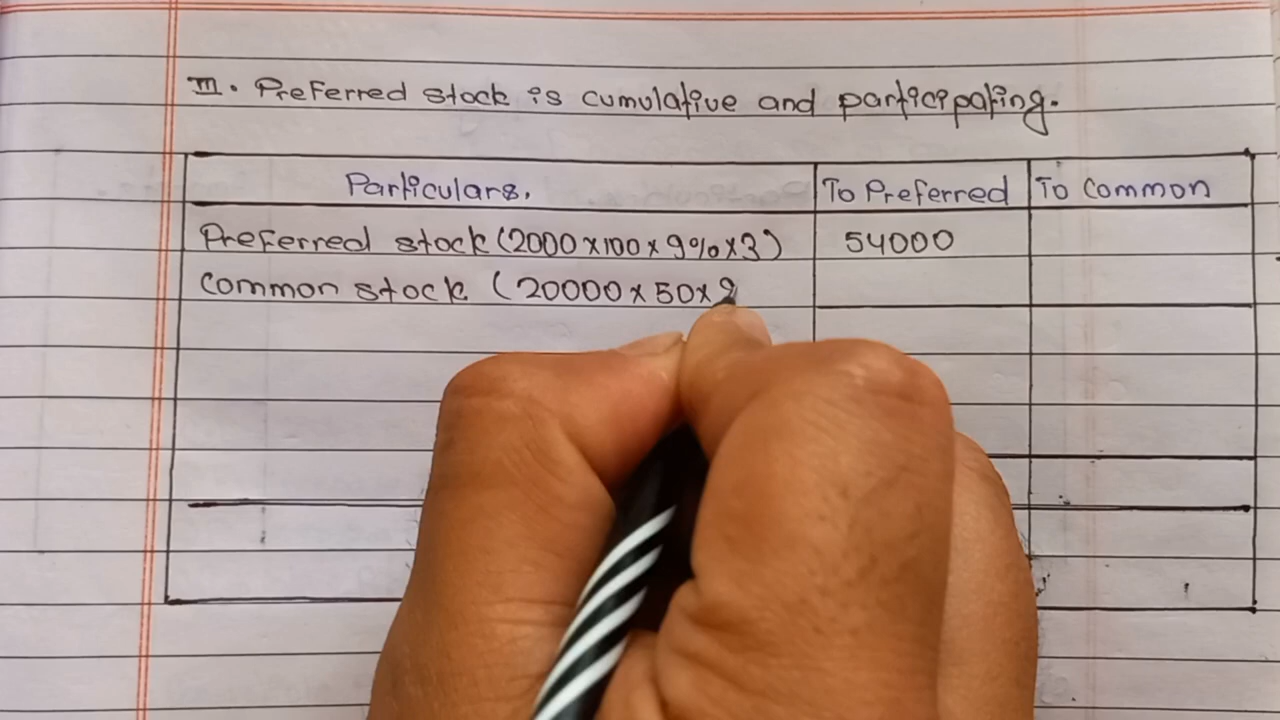 III. Preferred stock is cumulative and participating.
Particulars. To Preferred To Common
Preferred stock (2000 x 100 x 9% x 3) 54000
Common stock (20000 x 50 x 9